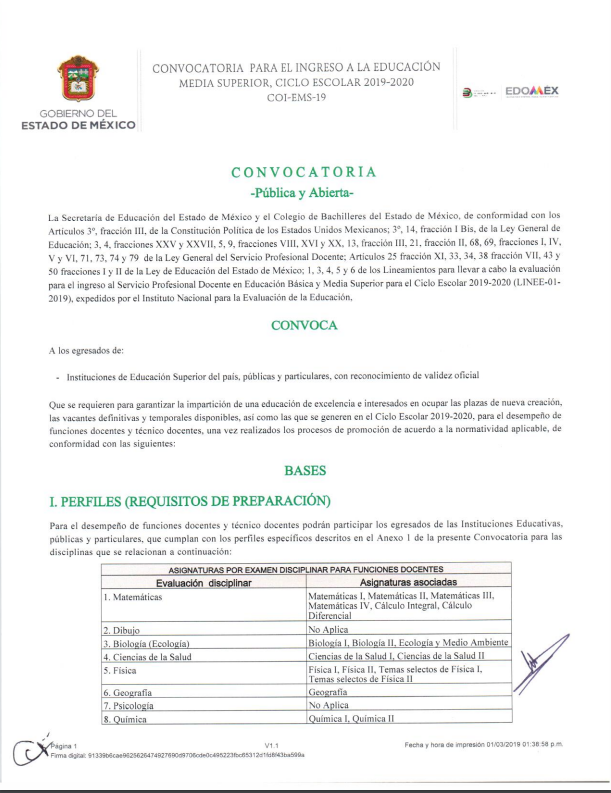 CONVOCATORIA PARA EL INGRESO A LA EDUCACIÓN
MEDIA SUPERIOR, CICLO ESCOLAR 2019-2020
COI-EMS-19
GOBIERNO DEL
ESTADO DE MÉXICO
EDOMÉX
CONVOCATORIA
-Pública y Abierta-
La Secretaría de Educación del Estado de México y el Colegio de Bachilleres del Estado de México, de conformidad con los
Artículos 3º, fracción III, de la Constitución Política de los Estados Unidos Mexicanos; 3º, 14, fracción I Bis, de la Ley General de
Educación; 3, 4, fracciones XXV y XXVII, 5, 9, fracciones VIII, XVI y XX, 13, fracción III, 21, fracción II, 68, 69, fracciones I, IV,
V y VI, 71, 73, 74 y 79 de la Ley General del Servicio Profesional Docente; Artículos 25 fracción XI, 33, 34, 38 fracción VII, 43 y
50 fracciones I y II de la Ley de Educación del Estado de México; 1, 3, 4, 5 y 6 de los Lineamientos para llevar a cabo la evaluación
para el ingreso al Servicio Profesional Docente en Educación Básica y Media Superior para el Ciclo Escolar 2019-2020 (LINEE-01-
2019), expedidos por el Instituto Nacional para la Evaluación de la Educación,
CONVOCA
A los egresados de:
- Instituciones de Educación Superior del país, públicas y particulares, con reconocimiento de validez oficial
Que se requieren para garantizar la impartición de una educación de excelencia e interesados en ocupar las plazas de nueva creación,
las vacantes definitivas y temporales disponibles, así como las que se generen en el Ciclo Escolar 2019-2020, para el desempeño de
funciones docentes y técnico docentes, una vez realizados los procesos de promoción de acuerdo a la normatividad aplicable, de
conformidad con las siguientes:
BASES
I. PERFILES (REQUISITOS DE PREPARACIÓN)
Para el desempeño de funciones docentes y técnico docentes podrán participar los egresados de las Instituciones Educativas,
públicas y particulares, que cumplan con los perfiles específicos descritos en el Anexo 1 de la presente Convocatoria para las
disciplinas que se relacionan a continuación:
ASIGNATURAS POR EXAMEN DISCIPLINAR PARA FUNCIONES DOCENTES
Evaluación disciplinar Asignaturas asociadas
1. Matemáticas Matemáticas I, Matemáticas II, Matemáticas III,
Matemáticas IV, Cálculo Integral, Cálculo
Diferencial
2. Dibujo No Aplica
3. Biología (Ecología) Biología I, Biología II, Ecología y Medio Ambiente
4. Ciencias de la Salud Ciencias de la Salud I, Ciencias de la Salud II
5. Física Física I, Física II, Temas selectos de Física I,
Temas selectos de Física II
6. Geografía Geografía
7. Psicología No Aplica
8. Química Química I, Química II
Página 1 V1.1 Fecha y hora de impresión 01/03/2019 01:38:58 p.m.
Firma digital: